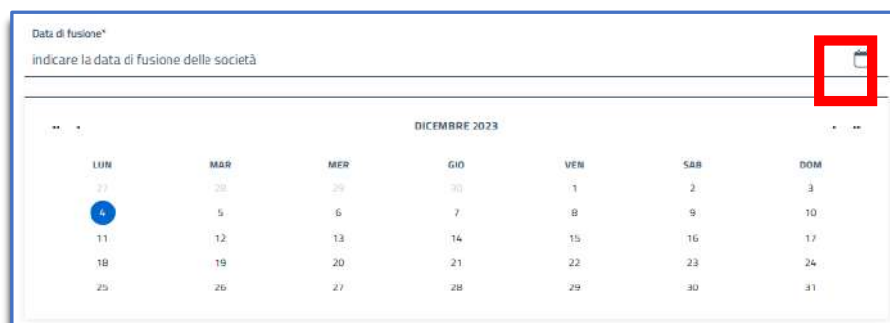 Data di fusione*
indicare la data di fusione delle società
DICEMBRE 2023
LUN MAR MER GIO VEN SAB DOM
27 28 29 30 1 2 3
4 5 6 7 8 9 10
11 12 13 14 15 16 17
18 19 20 21 22 23 24
25 26 27 28 29 30 31